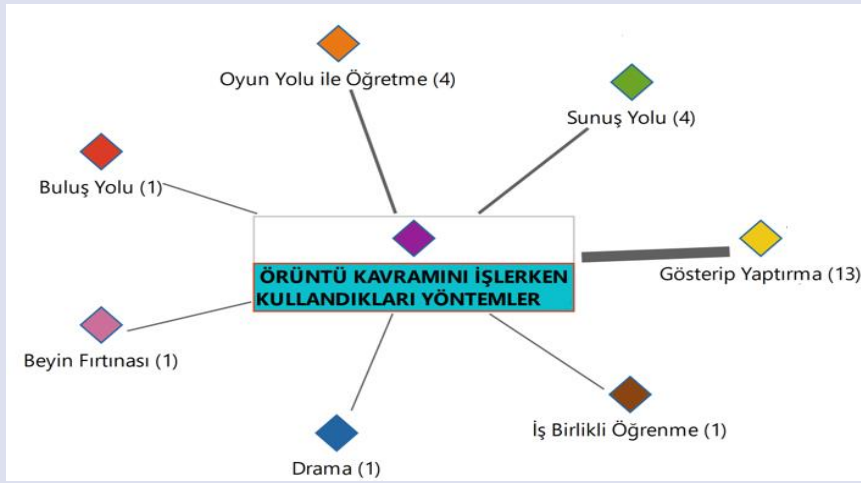 Oyun Yolu ile Öğretme (4)
Sunuş Yolu (4)
Buluş Yolu (1)
ÖRÜNTÜ KAVRAMINI İŞLERKEN
KULLANDIKLARI YÖNTEMLER
Gösterip Yaptırma (13)
Beyin Fırtınası (1)
İş Birlikli Öğrenme (1)
Drama (1)